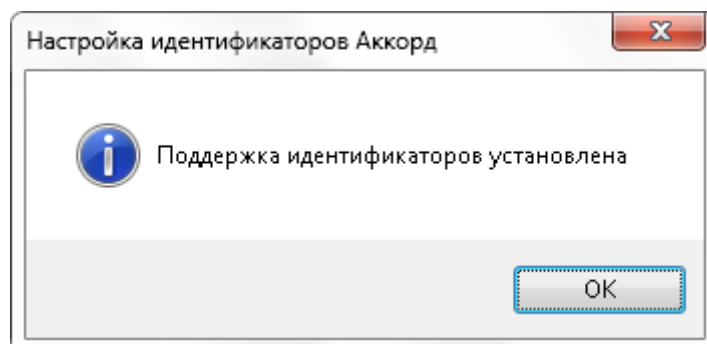 Настройка идентификаторов Аккорд
Поддержка идентификаторов установлена
OK